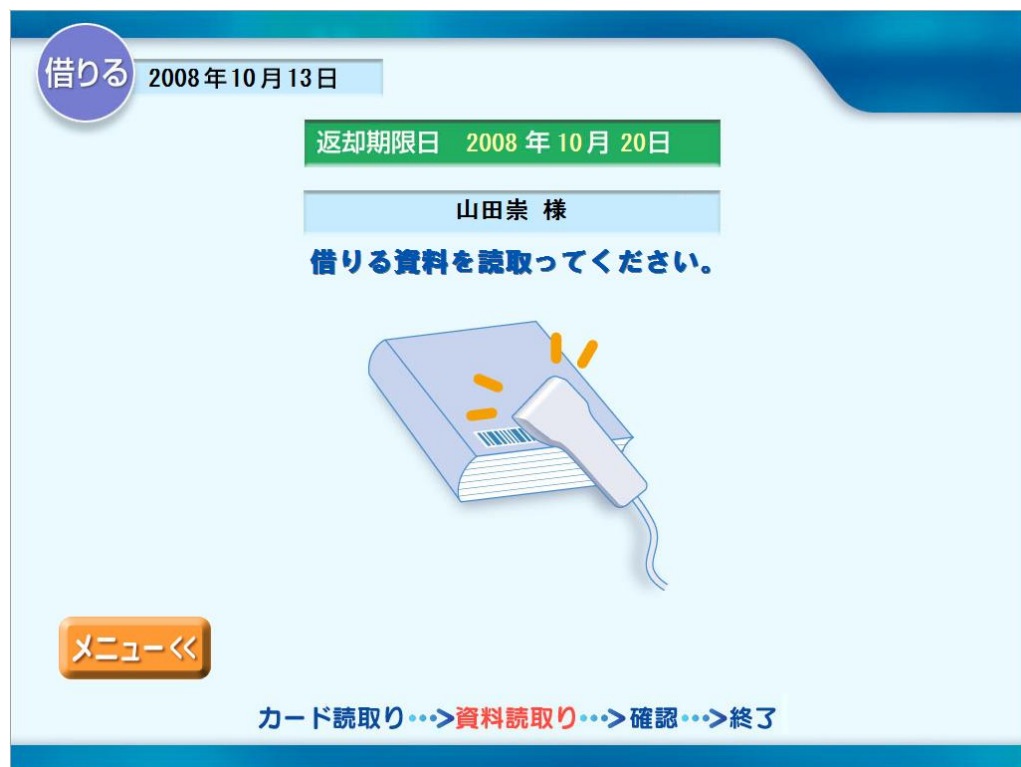 借りる 2008年10月13日
返却期限日 2008年10月20日
山田崇 様
借りる資料を読取ってください。
メニュー<<
カード読取り…>資料読取り…>確認…>終了